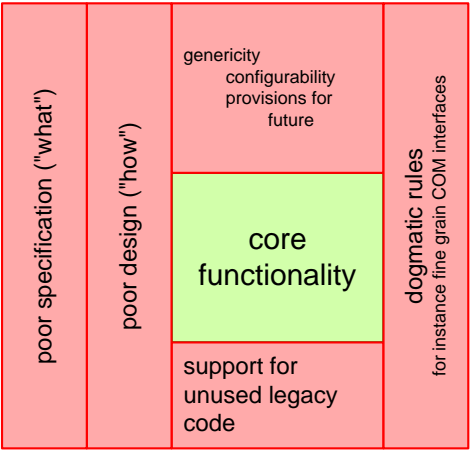 poor specification ("what")
poor design ("how")
genericity
configurability
provisions for
future
core
functionality
support for
unused legacy
code
dogmatic rules
for instance fine grain COM interfaces